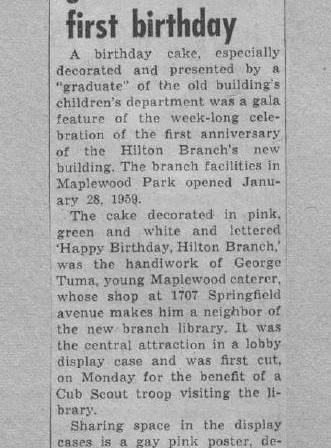 first birthday
A birthday cake, especially
decorated and presented by a
"graduate" of the old building's
children's department was a gala
feature of the week-long cele-
bration of the first anniversary
of the Hilton Branch's new
building. The branch facilities in
Maplewood Park opened Janu-
ary 28, 1959.
The cake decorated in pink,
green and white and lettered
'Happy Birthday, Hilton Branch,'
was the handiwork of George
Tuma, young Maplewood caterer,
whose shop at 1707 Springfield
avenue makes him a neighbor of
the new branch library. It was
the central attraction in a lobby
display case and was first cut,
on Monday for the benefit of a
Cub Scout troop visiting the li-
brary.
Sharing space in the display
cases is a gay pink poster, de-